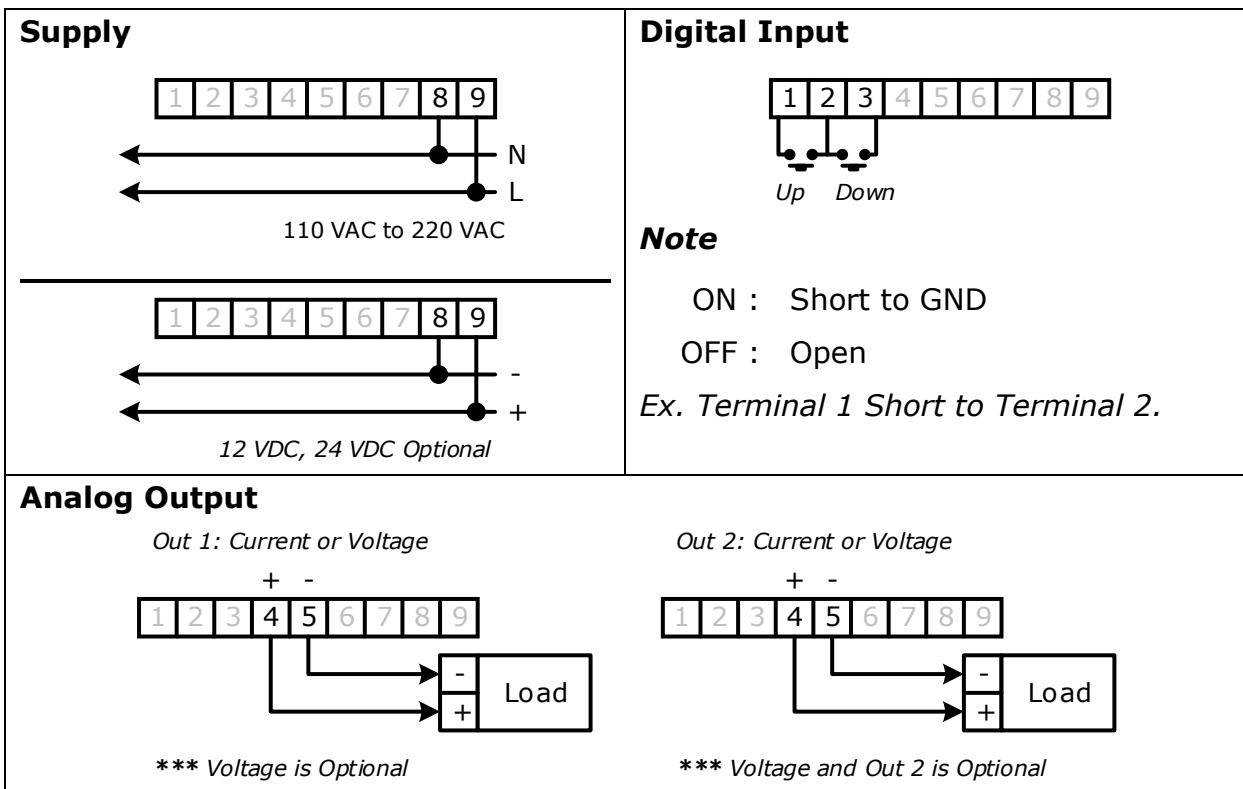 Supply
1 2 3 4 5 6 7 8 9
N
L
110 VAC to 220 VAC
1 2 3 4 5 6 7 8 9
-
+
12 VDC, 24 VDC Optional
Digital Input
1 2 3 4 5 6 7 8 9
Up Down
Note
ON : Short to GND
OFF : Open
Ex. Terminal 1 Short to Terminal 2.
Analog Output
Out 1: Current or Voltage
+ -
1 2 3 4 5 6 7 8 9
-
Load
+
*** Voltage is Optional
Out 2: Current or Voltage
+ -
1 2 3 4 5 6 7 8 9
-
Load
+
*** Voltage and Out 2 is Optional